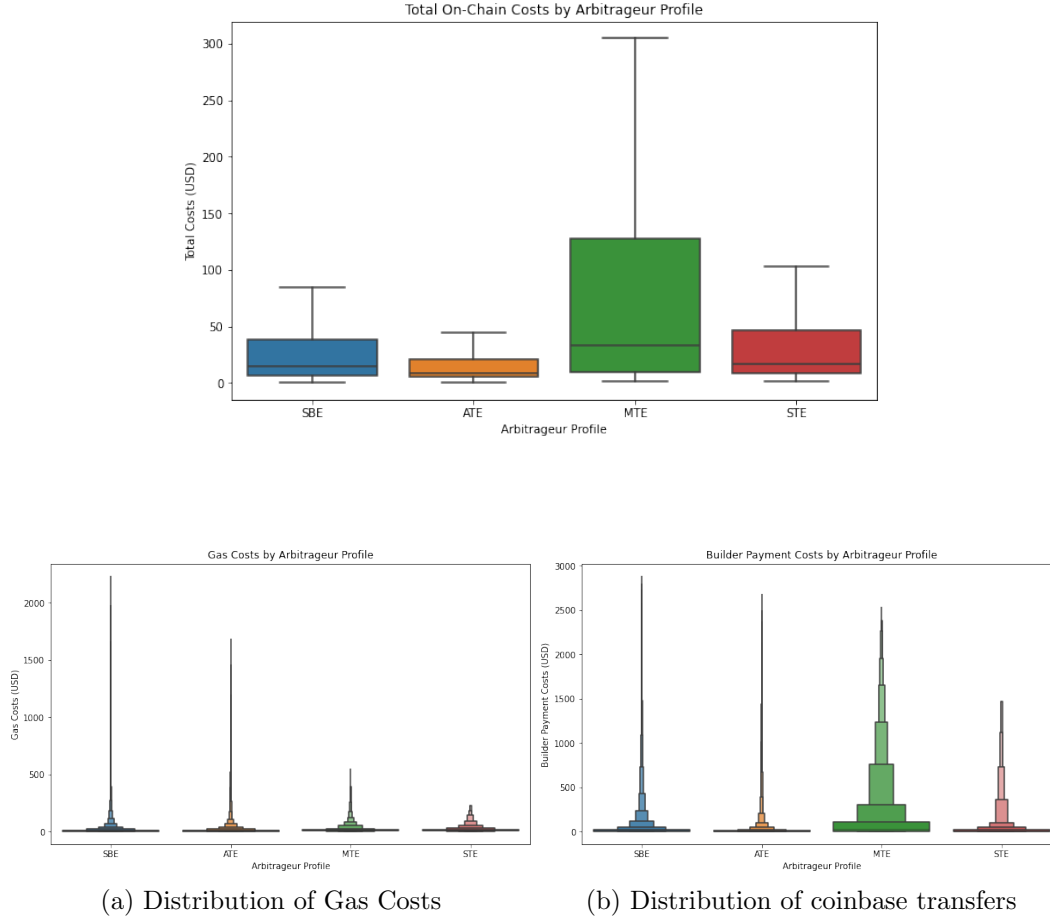 Total On-Chain Costs by Arbitrageur Profile
300
250
200
150
100
50
0
Total Costs (USD)
SBE ATE MTE STE
Arbitrageur Profile
Gas Costs by Arbitrageur Profile
2000
1500
1000
500
0
Gas Costs (USD)
SBE ATE MTE STE
Arbitrageur Profile
(a) Distribution of Gas Costs
Builder Payment Costs by Arbitrageur Profile
3000
2500
2000
1500
1000
500
0
Builder Payment Costs (USD)
SBE ATE MTE STE
Arbitrageur Profile
(b) Distribution of coinbase transfers